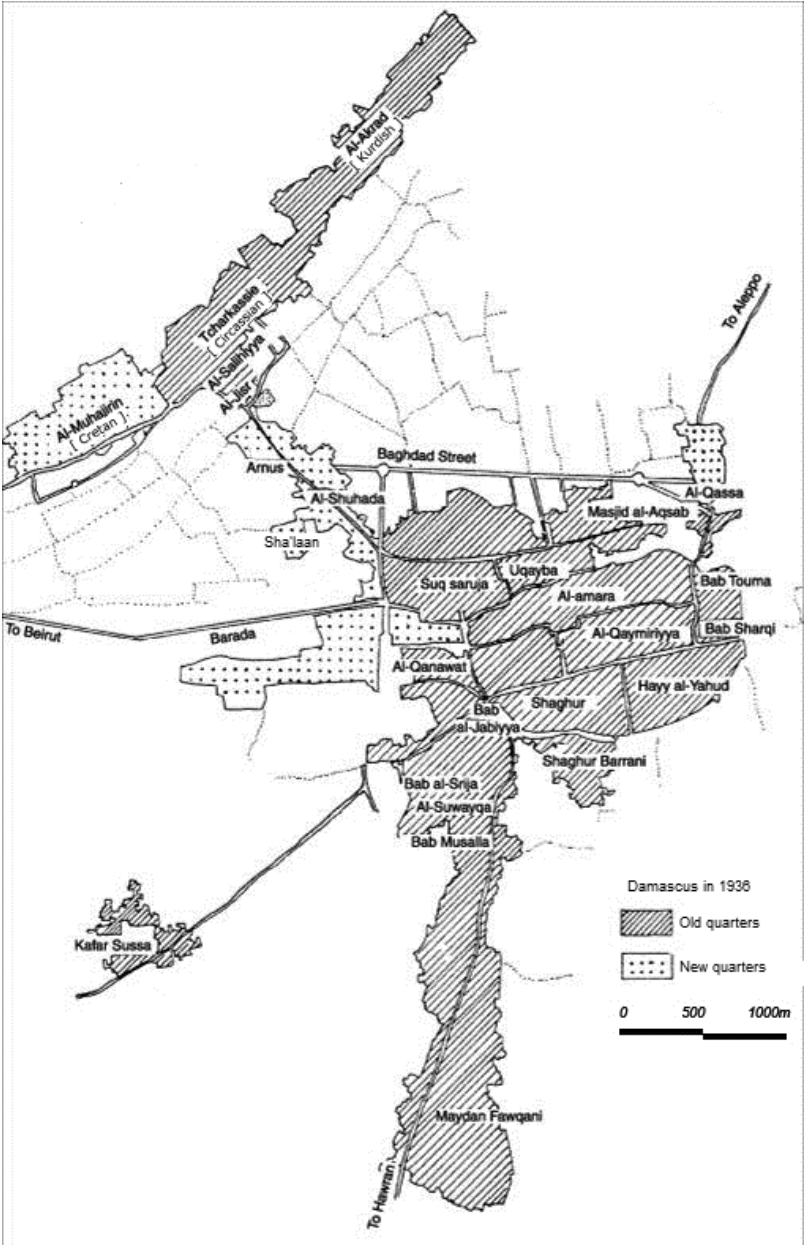 Al-Akrad
[ Kurdish ]
To Aleppo
Tcharkassie
[ Circassian ]
Al-Salihiyya
Al-Jisr
Al-Muhajirin
[ Cretan ]
Arnus
Baghdad Street
Al-Shuhada
Al-Qassa
Masjid al-Aqsab
Sha'laan
Uqayba
Suq saruja
Al-amara
Bab Touma
To Beirut
Barada
Al-Qaymiriyya
Bab Sharqi
Al-Qanawat
Hayy al-Yahud
Shaghur
Bab
al-Jabiyya
Shaghur Barrani
Bab al-Srija
Al-Suwayqa
Bab Musalla
Kafar Sussa
Damascus in 1936
Old quarters
New quarters
0 500 1000m
Maydan Fawqani
To Hawran